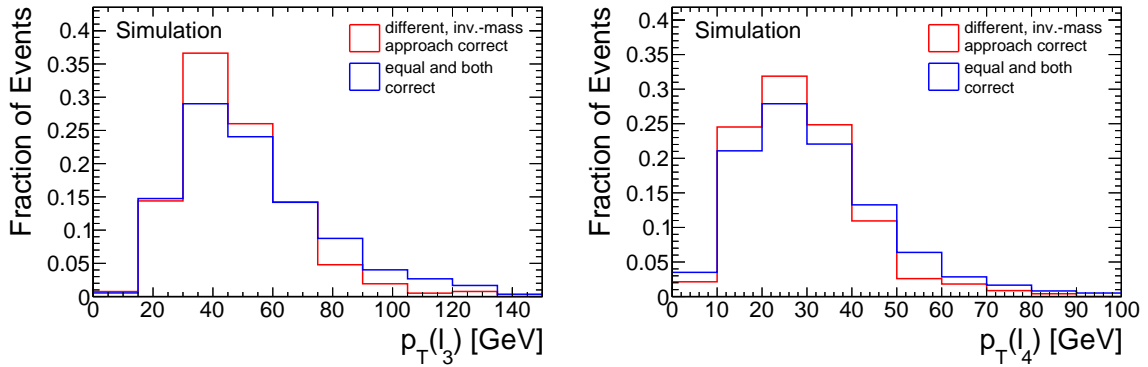 Simulation
different, inv.-mass
approach correct
equal and both
correct
Fraction of Events
0.4
0.35
0.3
0.25
0.2
0.15
0.1
0.05
0
0 20 40 60 80 100 120 140
p_T(l_3) [GeV]
Simulation
different, inv.-mass
approach correct
equal and both
correct
Fraction of Events
0.4
0.35
0.3
0.25
0.2
0.15
0.1
0.05
0
0 10 20 30 40 50 60 70 80 90 100
p_T(l_4) [GeV]